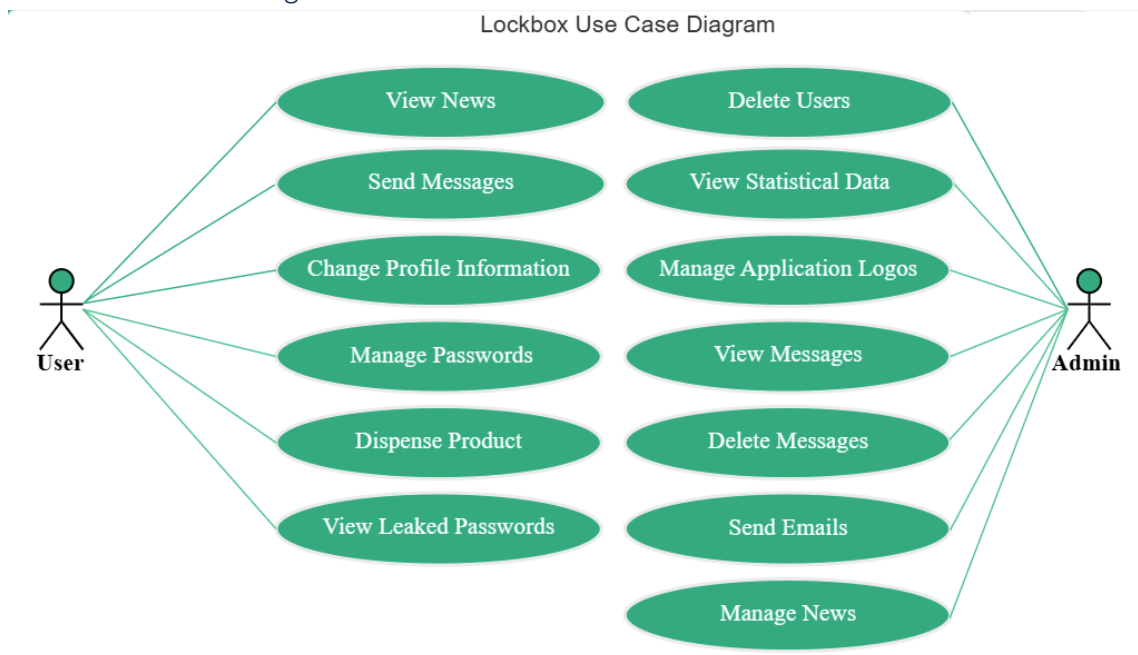 Lockbox Use Case Diagram
View News
Delete Users
Send Messages
View Statistical Data
Change Profile Information
Manage Application Logos
Manage Passwords
View Messages
User
Admin
Dispense Product
Delete Messages
View Leaked Passwords
Send Emails
Manage News